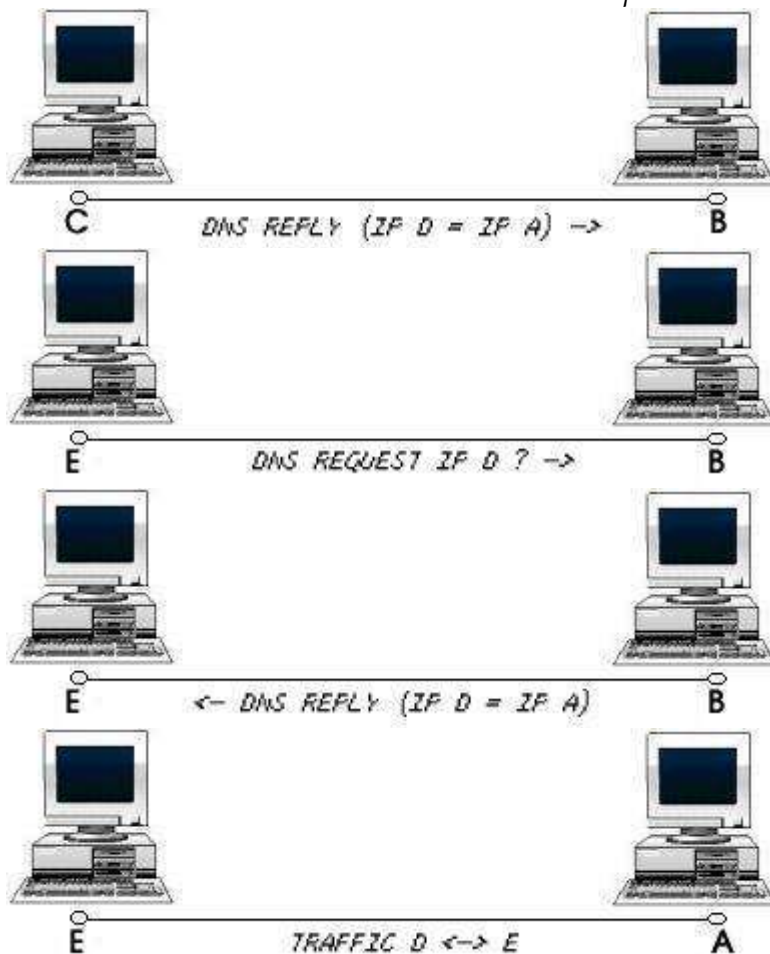 C B
DNS REPLY (IP D = IP A) ->
E B
DNS REQUEST IP D ? ->
E B
<- DNS REPLY (IP D = IP A)
E A
TRAFFIC D <-> E